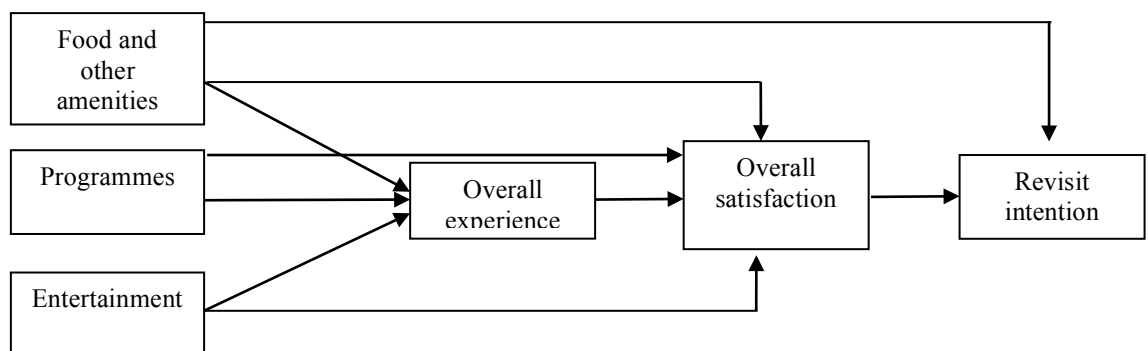 Food and
other
amenities
Programmes
Entertainment
Overall
experience
Overall
satisfaction
Revisit
intention